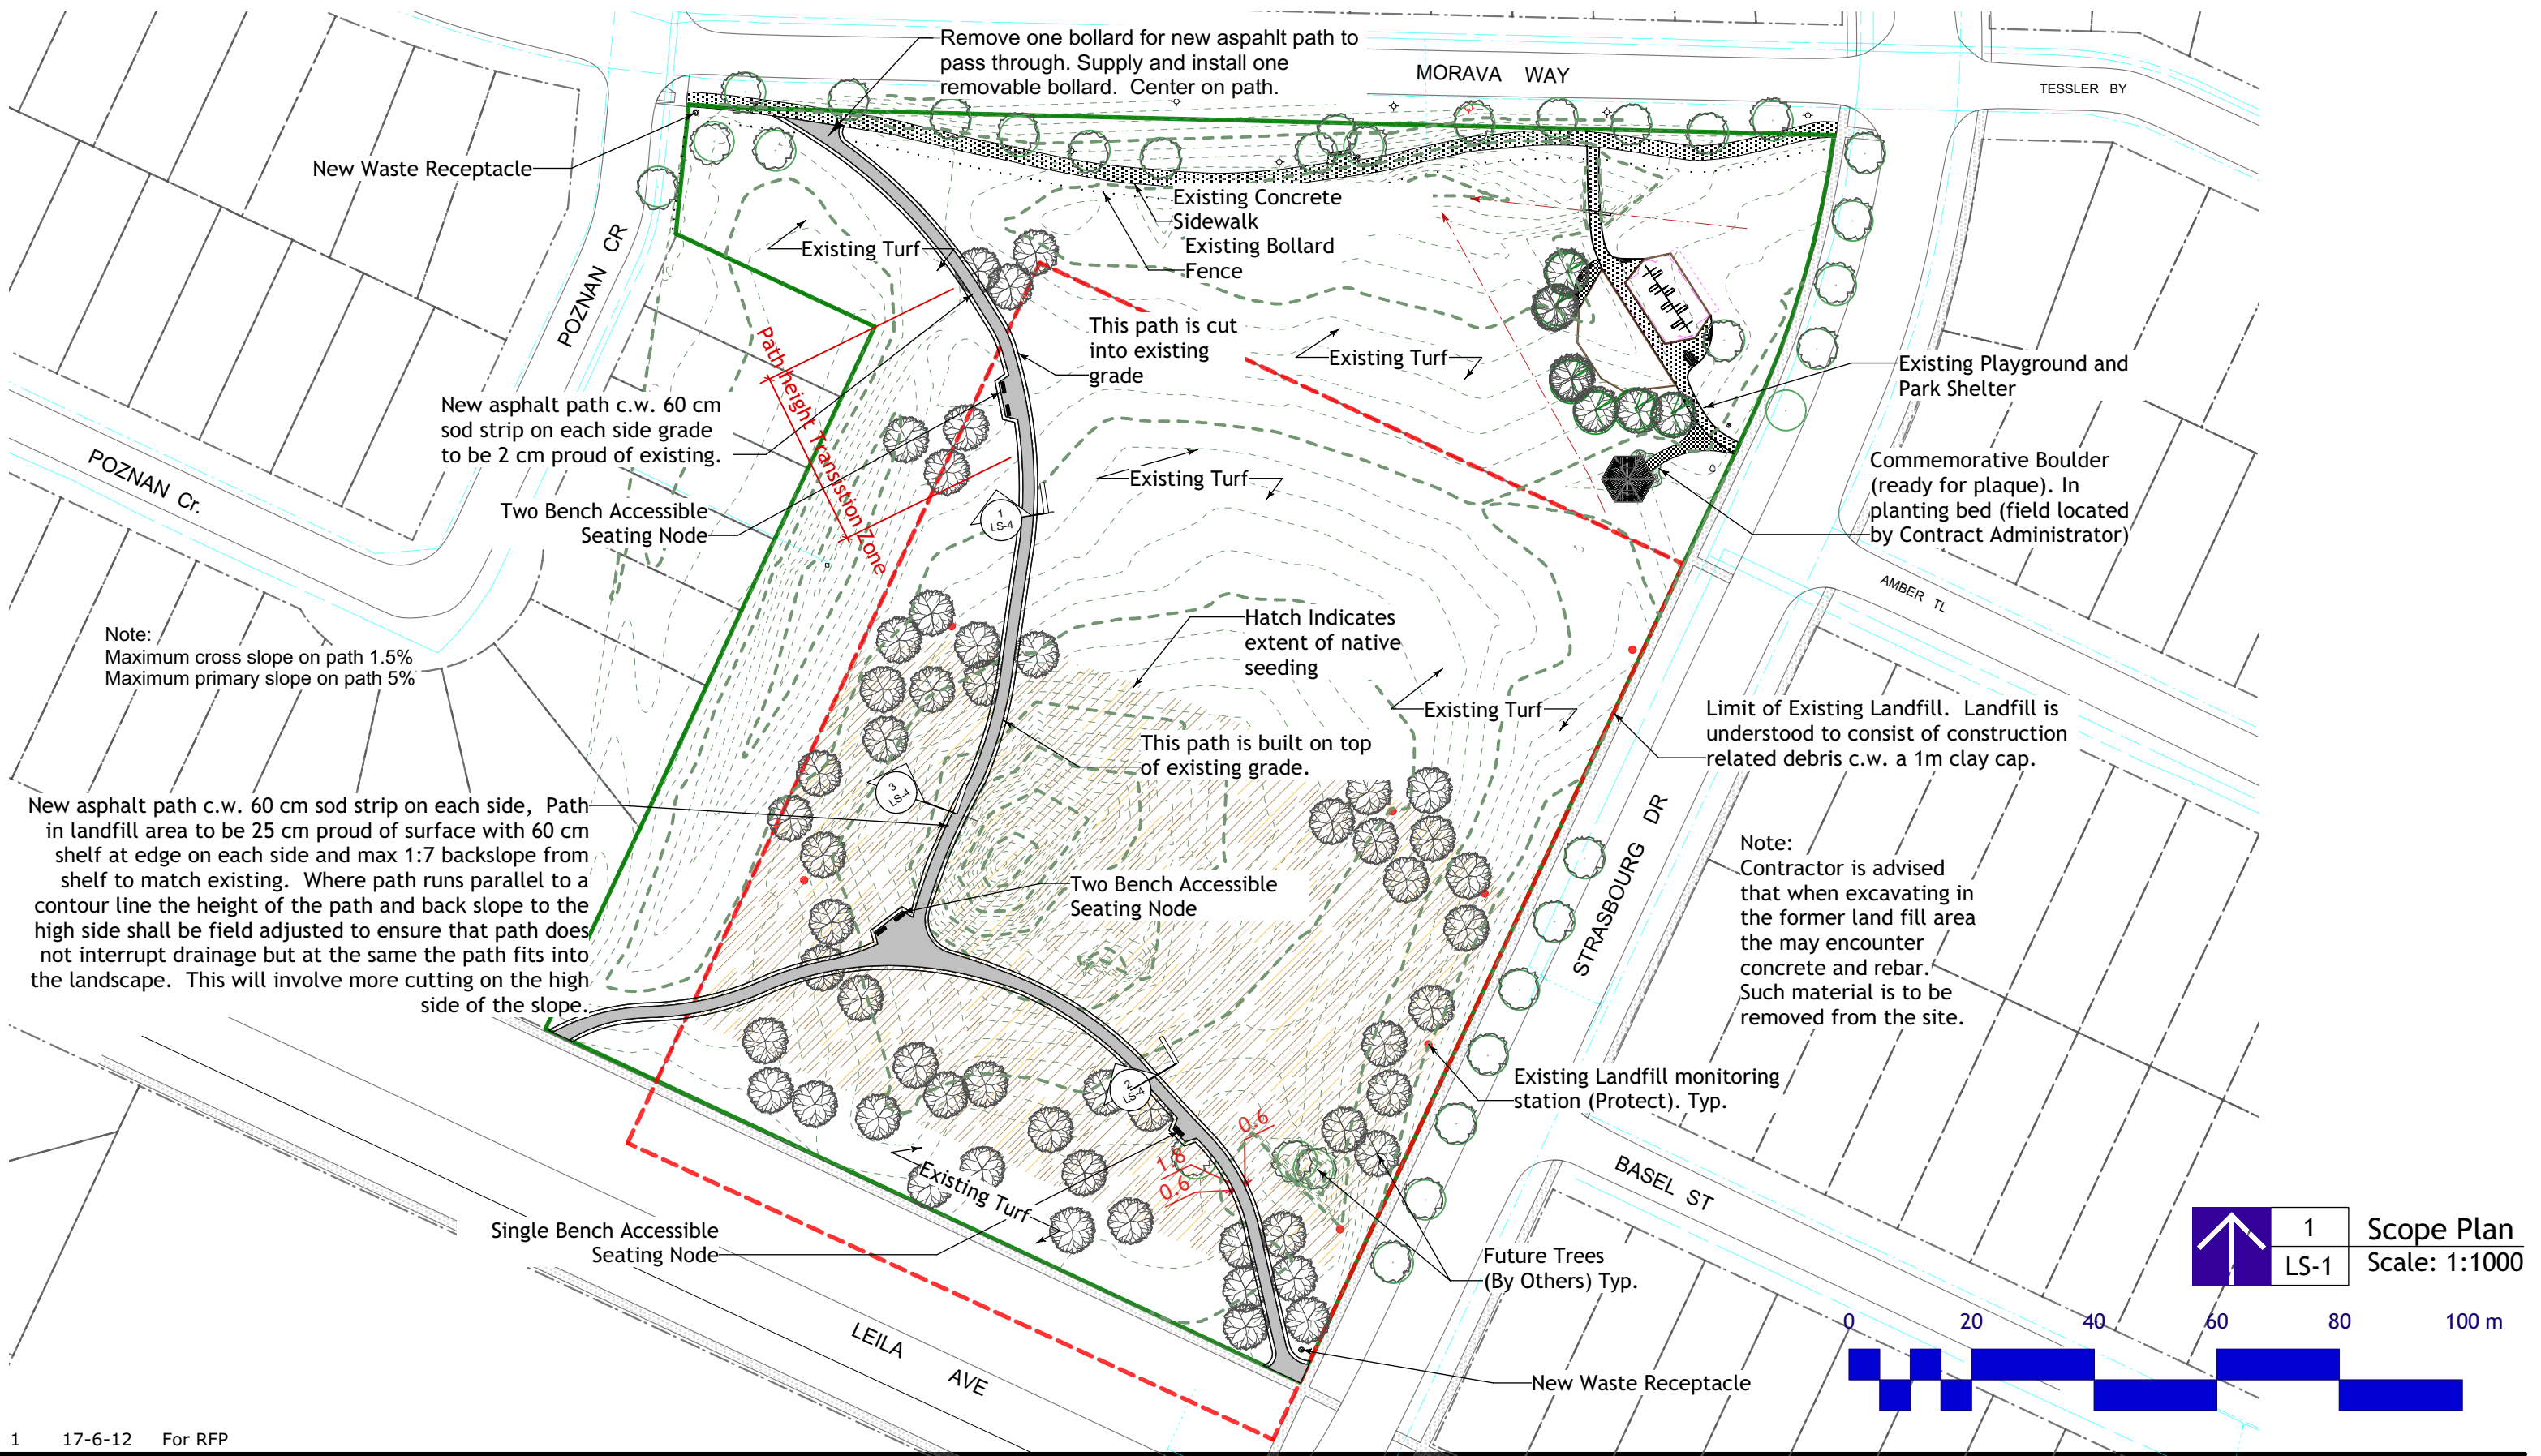 Remove one bollard for new aspahlt path to
pass through. Supply and install one
removable bollard.  Center on path.
MORAVA WAY
TESSLER BY
New Waste Receptacle
POZNAN CR
Existing Turf
Existing Concrete
Sidewalk
Existing Bollard
Fence
This path is cut
into existing
grade
Existing Turf
Existing Playground and
Park Shelter
Path height Transistion Zone
New asphalt path c.w. 60 cm
sod strip on each side grade
to be 2 cm proud of existing.
POZNAN Cr.
Two Bench Accessible
Seating Node
Existing Turf
Commemorative Boulder
(ready for plaque). In
planting bed (field located
by Contract Administrator)
1
LS-4
AMBER TL
Note:
Maximum cross slope on path 1.5%
Maximum primary slope on path 5%
Hatch Indicates
extent of native
seeding
Existing Turf
Limit of Existing Landfill.  Landfill is
understood to consist of construction
related debris c.w. a 1m clay cap.
This path is built on top
of existing grade.
3
LS-4
New asphalt path c.w. 60 cm sod strip on each side,  Path
in landfill area to be 25 cm proud of surface with 60 cm
shelf at edge on each side and max 1:7 backslope from
shelf to match existing.  Where path runs parallel to a
contour line the height of the path and back slope to the
high side shall be field adjusted to ensure that path does
not interrupt drainage but at the same the path fits into
the landscape.  This will involve more cutting on the high
side of the slope.
STRASBOURG DR
Note:
Contractor is advised
that when excavating in
the former land fill area
the may encounter
concrete and rebar.
Such material is to be
removed from the site.
Two Bench Accessible
Seating Node
Existing Landfill monitoring
station (Protect). Typ.
2
LS-4
0.6
1.8
0.6
Existing Turf
BASEL ST
Single Bench Accessible
Seating Node
Future Trees
(By Others) Typ.
1
LS-1
Scope Plan
Scale: 1:1000
0 20 40 60 80 100 m
LEILA AVE
New Waste Receptacle
1 17-6-12 For RFP